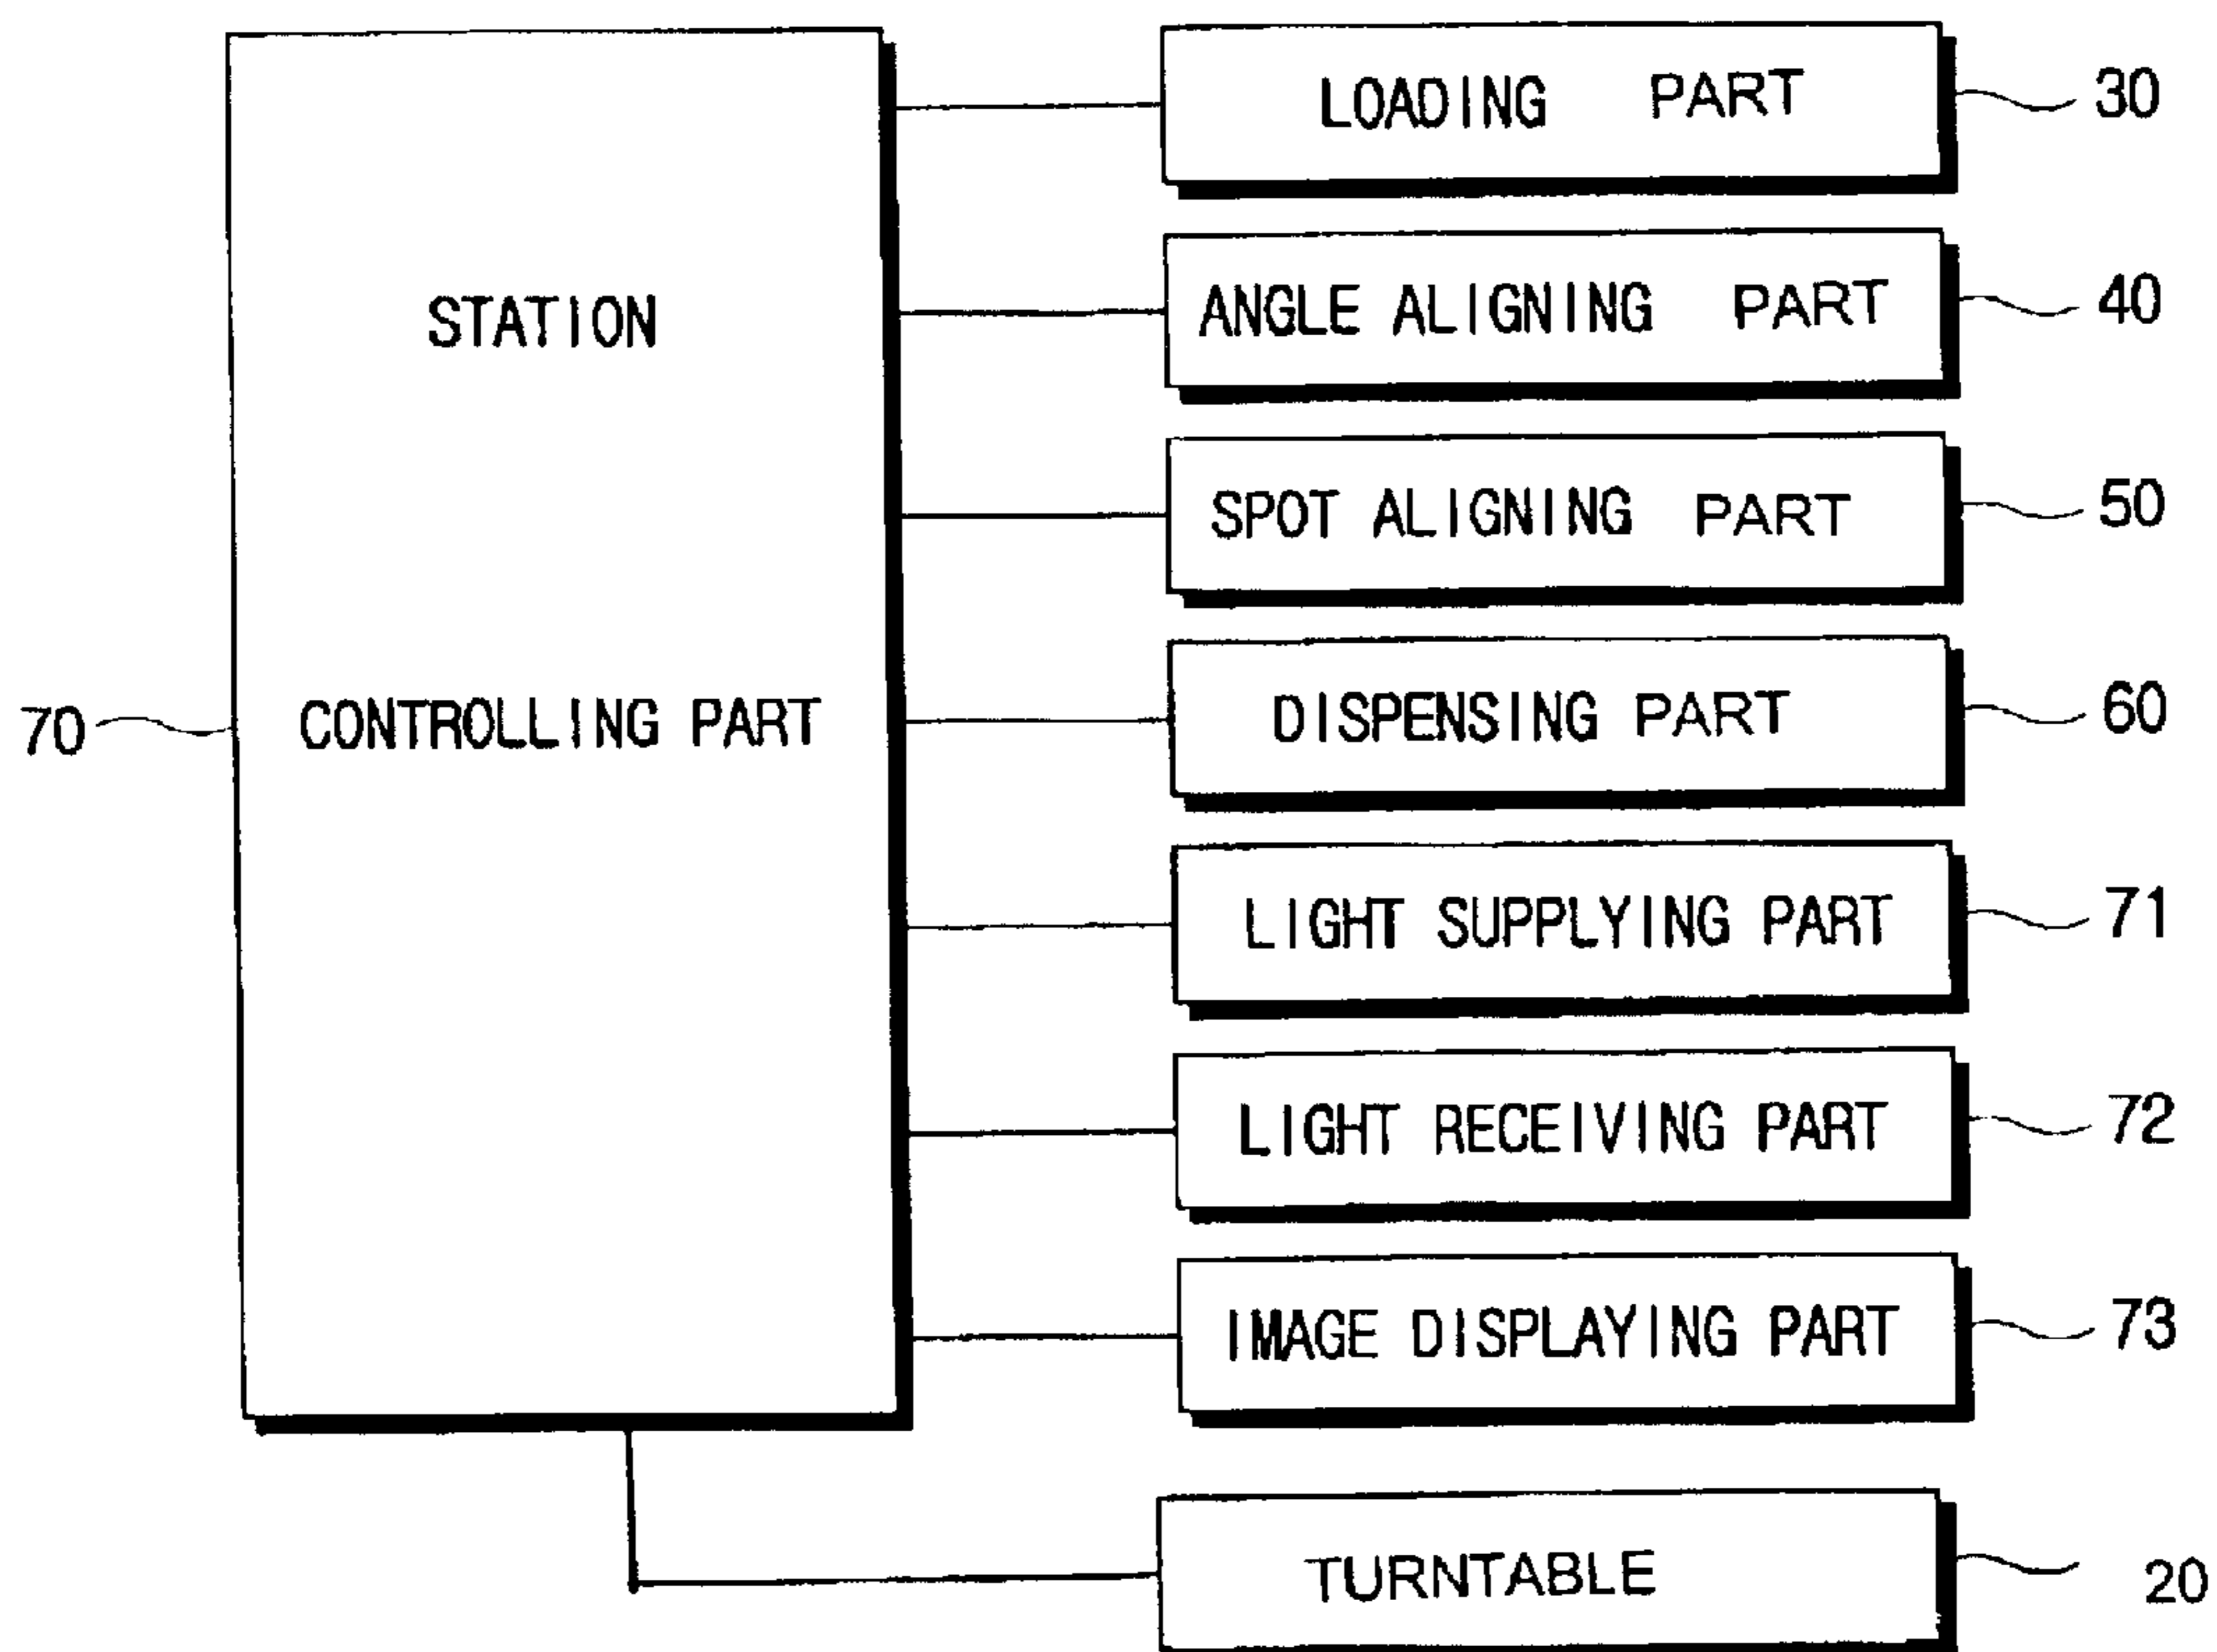 STATION
CONTROLLING PART
70
LOADING PART
30
ANGLE ALIGNING PART
40
SPOT ALIGNING PART
50
DISPENSING PART
60
LIGHT SUPPLYING PART
71
LIGHT RECEIVING PART
72
IMAGE DISPLAYING PART
73
TURNTABLE
20